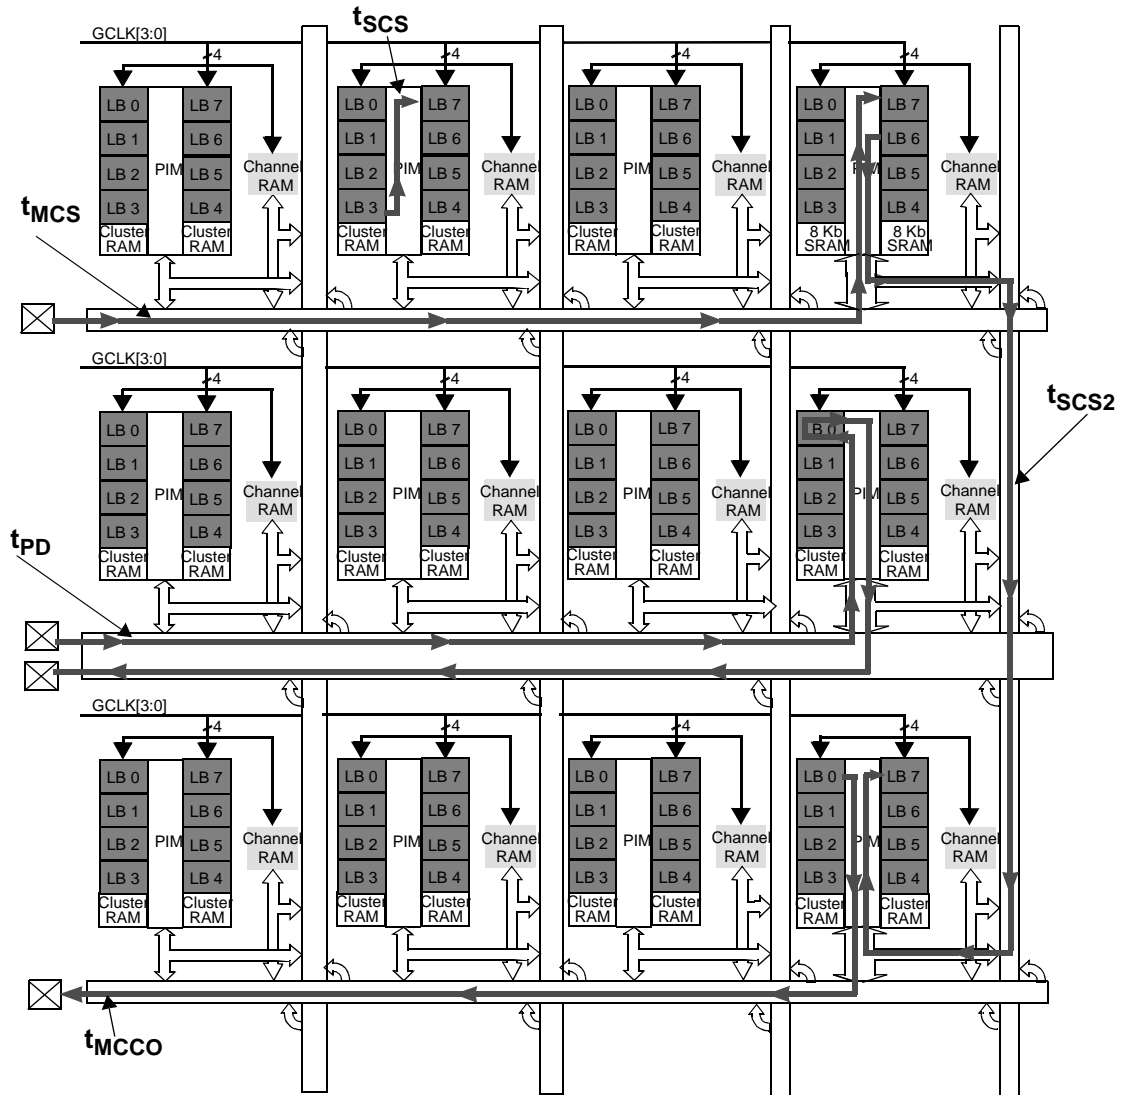 tSCS
GCLK[3:0]
4 4 4 4
LB 0 LB 7 LB 0 LB 7 LB 0 LB 7 LB 0 LB 7
LB 1 LB 6 LB 1 LB 6 LB 1 LB 6 LB 1 LB 6
LB 2 PIM LB 5 Channel RAM LB 2 PIM LB 5 Channel RAM LB 2 PIM LB 5 Channel RAM LB 2 PIM LB 5 Channel RAM
LB 3 LB 4 LB 3 LB 4 LB 3 LB 4 LB 3 LB 4
Cluster RAM Cluster RAM Cluster RAM Cluster RAM Cluster RAM Cluster RAM 8 Kb SRAM 8 Kb SRAM
tMCS
GCLK[3:0]
4 4 4 4
tSCS2
LB 0 LB 7 LB 0 LB 7 LB 0 LB 7 LB 0 LB 7
LB 1 LB 6 LB 1 LB 6 LB 1 LB 6 LB 1 LB 6
LB 2 PIM LB 5 Channel RAM LB 2 PIM LB 5 Channel RAM LB 2 PIM LB 5 Channel RAM LB 2 PIM LB 5 Channel RAM
LB 3 LB 4 LB 3 LB 4 LB 3 LB 4 LB 3 LB 4
Cluster RAM Cluster RAM Cluster RAM Cluster RAM Cluster RAM Cluster RAM Cluster RAM Cluster RAM
tPD
GCLK[3:0]
4 4 4 4
LB 0 LB 7 LB 0 LB 7 LB 0 LB 7 LB 0 LB 7
LB 1 LB 6 LB 1 LB 6 LB 1 LB 6 LB 1 LB 6
LB 2 PIM LB 5 Channel RAM LB 2 PIM LB 5 Channel RAM LB 2 PIM LB 5 Channel RAM LB 2 PIM LB 5 Channel RAM
LB 3 LB 4 LB 3 LB 4 LB 3 LB 4 LB 3 LB 4
Cluster RAM Cluster RAM Cluster RAM Cluster RAM Cluster RAM Cluster RAM Cluster RAM Cluster RAM
tMCCO